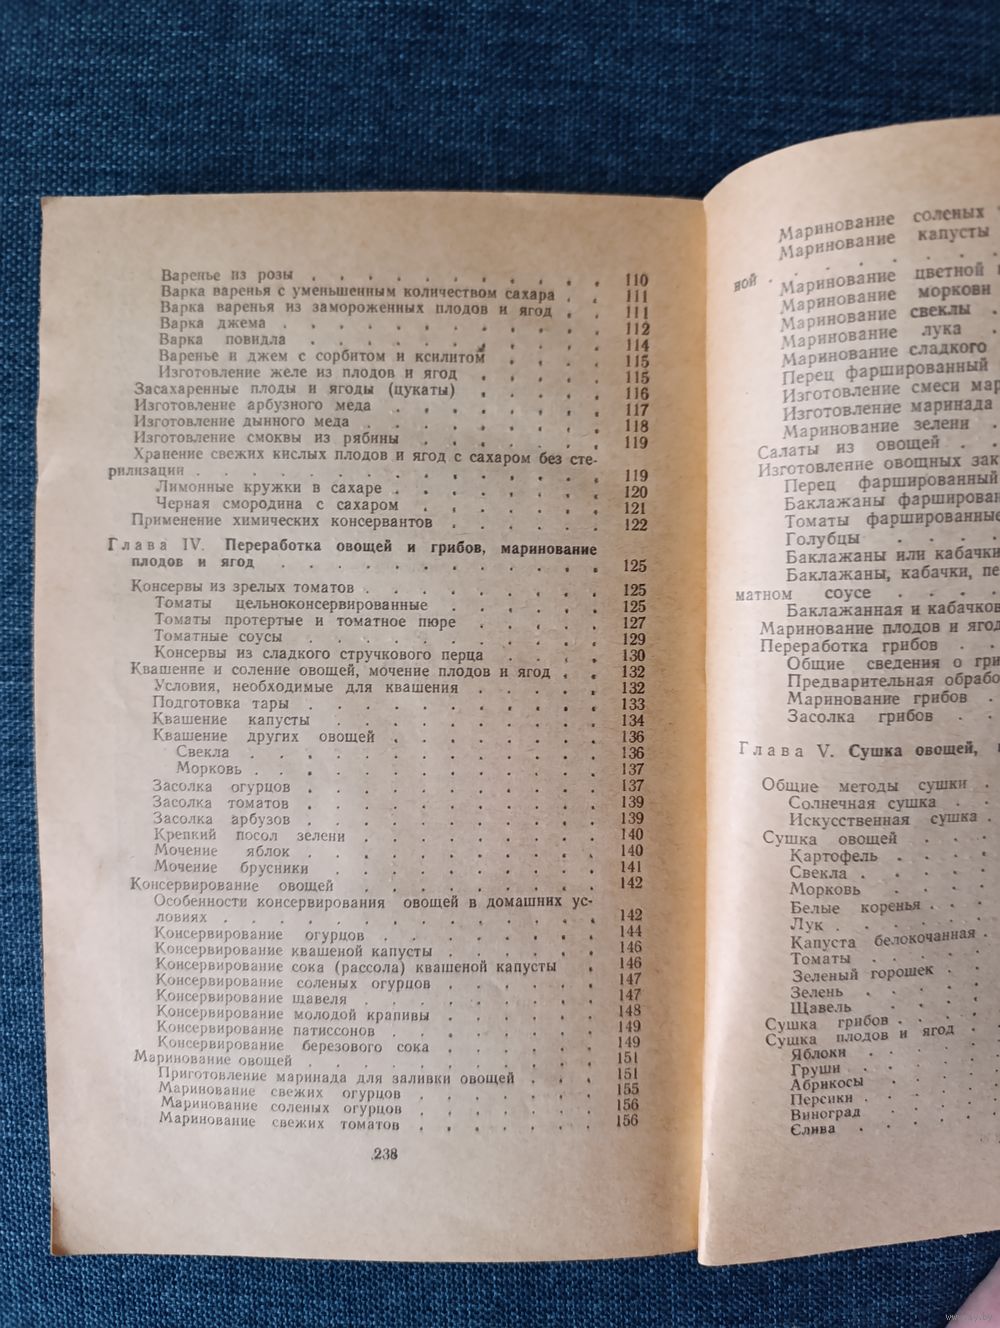 Варенье из розы . . . . . . . . . . . 110
Варка варенья с уменьшенным количеством сахара . . 111
Варка варенья из замороженных плодов и ягод . . 111
Варка джема . . . . . . . . . . . . 112
Варка повидла . . . . . . . . . . . 114
Варенье и джем с сорбитом и ксилитом . . . . 115
Изготовление желе из плодов и ягод . . . . . 115
Засахаренные плоды и ягоды (цукаты) . . . . . 116
Изготовление арбузного меда . . . . . . . . 117
Изготовление дынного меда . . . . . . . . . 118
Изготовление смоквы из рябины . . . . . . . 119
Хранение свежих кислых плодов и ягод с сахаром без сте-
рилизации . . . . . . . . . . . . . . 119
Лимонные кружки в сахаре . . . . . . . . 120
Черная смородина с сахаром . . . . . . . 121
Применение химических консервантов . . . . . . 122
Глава IV. Переработка овощей и грибов, маринование
плодов и ягод . . . . . . . . . . . . 125
Консервы из зрелых томатов . . . . . . . . . 125
Томаты цельноконсервированные . . . . . . 125
Томаты протертые и томатное пюре . . . . . 127
Томатные соусы . . . . . . . . . . . 129
Консервы из сладкого стручкового перца . . . . 130
Квашение и соление овощей, мочение плодов и ягод . . 132
Условия, необходимые для квашения . . . . . 132
Подготовка тары . . . . . . . . . . . 133
Квашение капусты . . . . . . . . . . 134
Квашение других овощей . . . . . . . . 136
Свекла . . . . . . . . . . . . . 136
Морковь . . . . . . . . . . . . . 137
Засолка огурцов . . . . . . . . . . . 137
Засолка томатов . . . . . . . . . . . 139
Засолка арбузов . . . . . . . . . . . 139
Крепкий посол зелени . . . . . . . . . 140
Мочение яблок . . . . . . . . . . . 140
Мочение брусники . . . . . . . . . . 141
Консервирование овощей . . . . . . . . . 142
Особенности консервирования овощей в домашних ус-
ловиях . . . . . . . . . . . . . . 142
Консервирование огурцов . . . . . . . . 144
Консервирование квашеной капусты . . . . . . 146
Консервирование сока (рассола) квашеной капусты . 146
Консервирование соленых огурцов . . . . . . 147
Консервирование щавеля . . . . . . . . . 147
Консервирование молодой крапивы . . . . . . 148
Консервирование патиссонов . . . . . . . . 149
Консервирование березового сока . . . . . . 149
Маринование овощей . . . . . . . . . . . 151
Приготовление маринада для заливки овощей . . . 151
Маринование свежих огурцов . . . . . . . 155
Маринование соленых огурцов . . . . . . . 156
Маринование свежих томатов . . . . . . . 156
238
Маринование соленых
Маринование капусты
ной . . . . . . . .
Маринование цветной
Маринование моркови
Маринование свеклы .
Маринование лука .
Маринование сладкого
Перец фаршированный
Изготовление смеси мар
Изготовление маринада
Маринование зелени .
Салаты из овощей . .
Изготовление овощных зак
Перец фаршированный
Баклажаны фарширован
Томаты фаршированные
Голубцы . . . .
Баклажаны или кабачки
Баклажаны, кабачки, пе
матном соусе . . . .
Баклажанная и кабачков
Маринование плодов и ягод
Переработка грибов . .
Общие сведения о гри
Предварительная обрабо
Маринование грибов .
Засолка грибов . .
Глава V. Сушка овощей,
Общие методы сушки .
Солнечная сушка . .
Искусственная сушка .
Сушка овощей . . .
Картофель . . . .
Свекла . . . . .
Морковь . . . .
Белые коренья . . .
Лук . . . . . .
Капуста белокочанная .
Томаты . . . . .
Зеленый горошек . .
Зелень . . . . .
Щавель . . . .
Сушка грибов . . . .
Сушка плодов и ягод .
Яблоки . . . . .
Груши . . . . .
Абрикосы . . . .
Персики . . . . .
Виноград . . . .
Слива . . . . .
www.ay.by